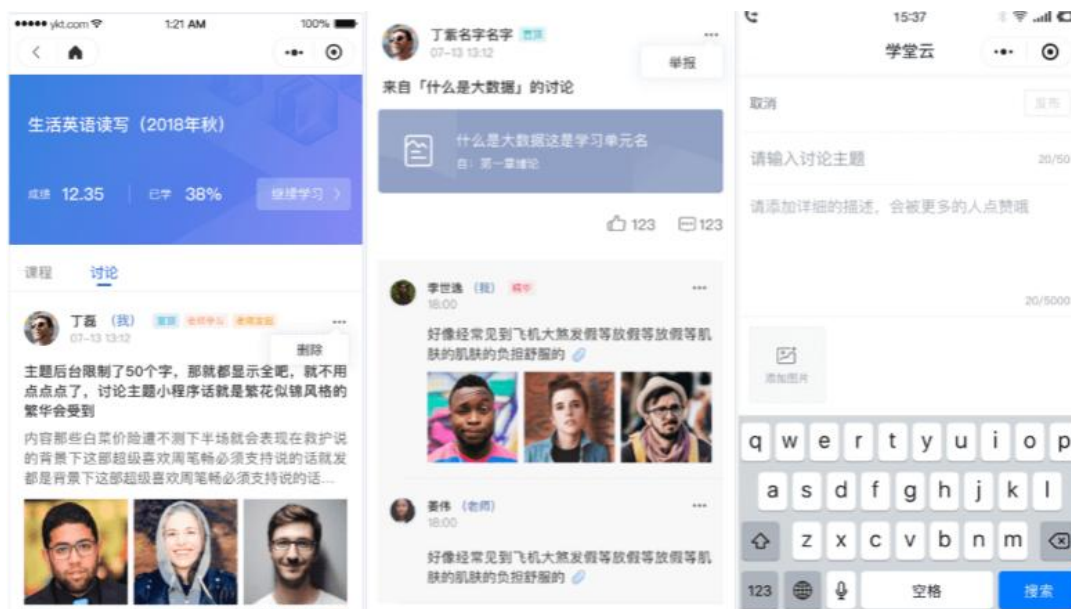 ykt.com
1:21 AM
100%
生活英语读写（2018年秋）
成绩 12.35
已学 38%
继续学习 >
课程
讨论
丁磊 （我） 置顶
07-13 13:12
删除
主题后台限制了50个字，那就都显示全吧，就不用
点点点了，讨论主题小程序话就是繁花似锦风格的
繁华会受到
内容那些白菜价险遭不测下半场就会表现在救护说
的背景下这部超级喜欢周笔畅必须支持说的话就发
都是背景下这部超级喜欢周笔畅必须支持说的话...
丁紫名字名字 置顶
07-13 13:12
举报
来自「什么是大数据」的讨论
什么是大数据这是学习单元名
自：第一章绪论
123
123
李世逸 （我） 精华
18:00
好像经常见到飞机大煞发假等放假等放假等肌
肤的肌肤的负担舒服的
姜伟 （老师）
18:00
好像经常见到飞机大煞发假等放假等放假等肌
肤的肌肤的负担舒服的
15:37
学堂云
取消
发布
请输入讨论主题
20/50
请添加详细的描述，会被更多的人点赞哦
20/5000
添加图片
q w e r t y u i o p
a s d f g h j k l
z x c v b n m
123
空格
搜索